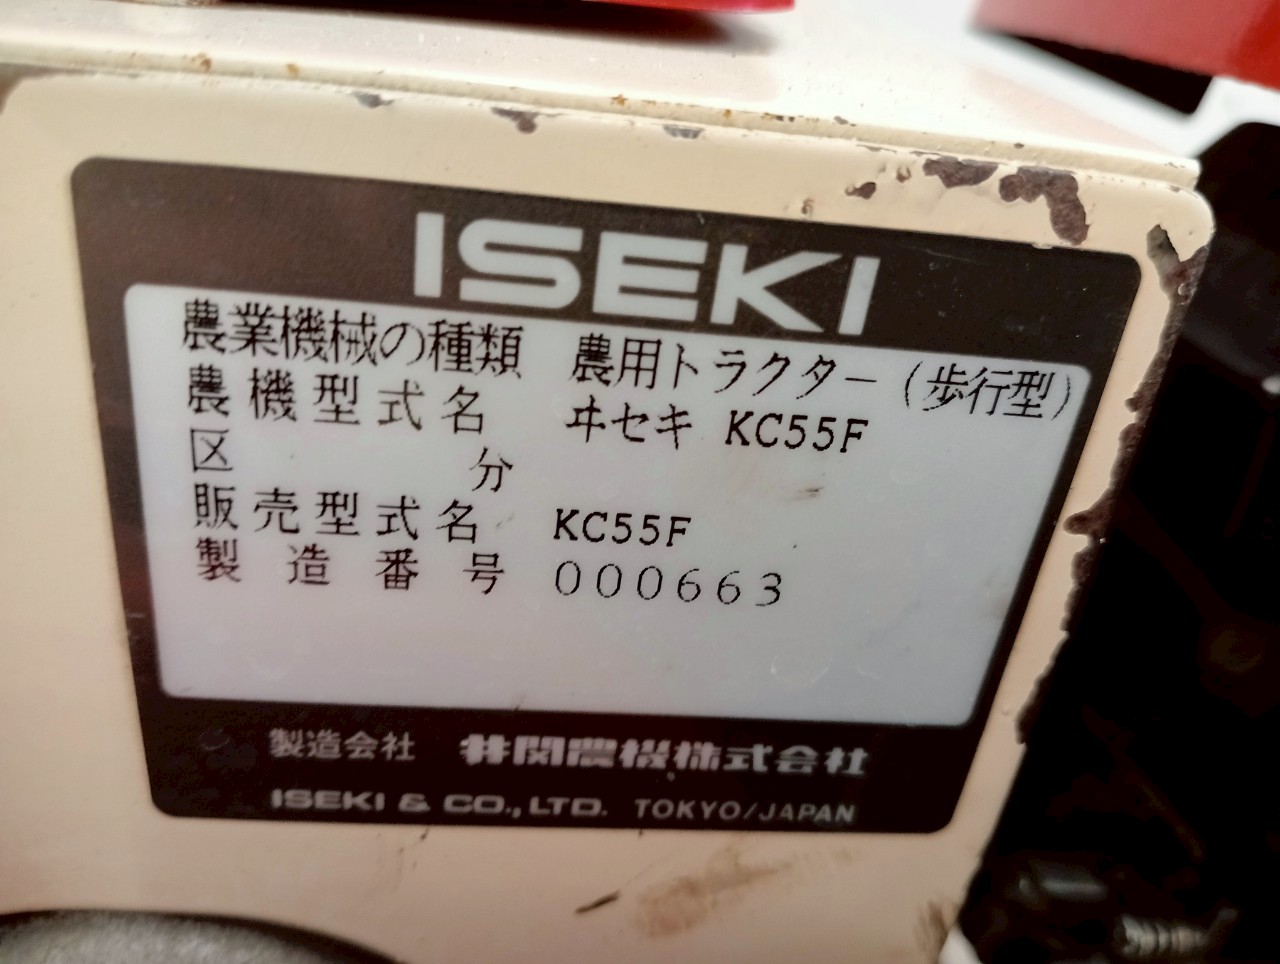 ISEKI
農業機械の種類 農用トラクター(歩行型)
農機型式名 ヰセキ KC55F
区分
販売型式名 KC55F
製造番号 000663
製造会社 井関農機株式会社
ISEKI & CO., LTD. TOKYO/JAPAN